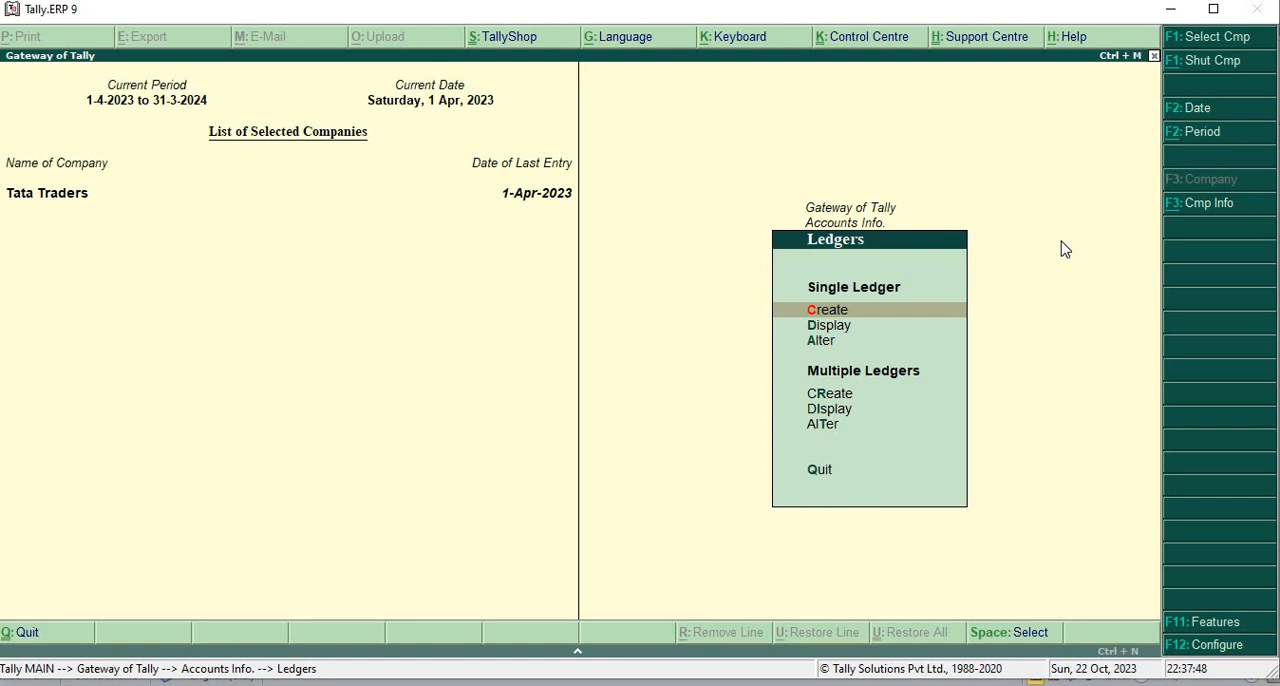 Tally.ERP 9
P: Print E: Export M: E-Mail O: Upload S: TallyShop G: Language K: Keyboard K: Control Centre H: Support Centre H: Help
Gateway of Tally Ctrl + M
Current Period Current Date
1-4-2023 to 31-3-2024 Saturday, 1 Apr, 2023
List of Selected Companies
Name of Company Date of Last Entry
Tata Traders 1-Apr-2023
Gateway of Tally
Accounts Info.
Ledgers
Single Ledger
Create
Display
Alter
Multiple Ledgers
CReate
DIsplay
AlTer
Quit
F1: Select Cmp
F1: Shut Cmp
F2: Date
F2: Period
F3: Company
F3: Cmp Info
F11: Features
F12: Configure
Q: Quit R: Remove Line U: Restore Line U: Restore All Space: Select
Ctrl + N
Tally MAIN --> Gateway of Tally --> Accounts Info. --> Ledgers © Tally Solutions Pvt Ltd., 1988-2020 Sun, 22 Oct, 2023 22:37:48